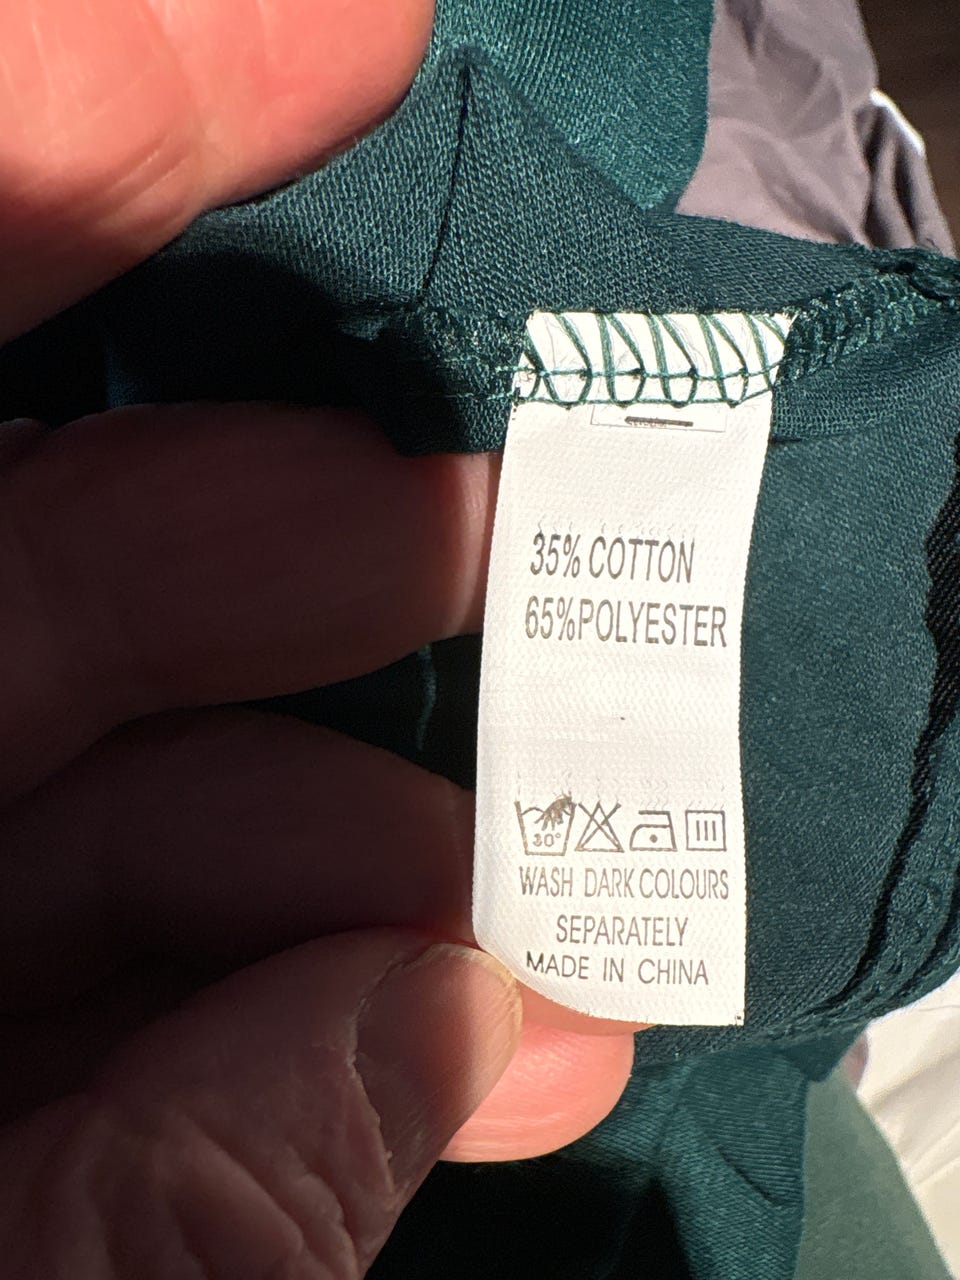 35% COTTON
65%POLYESTER
30°
WASH DARK COLOURS
SEPARATELY
MADE IN CHINA